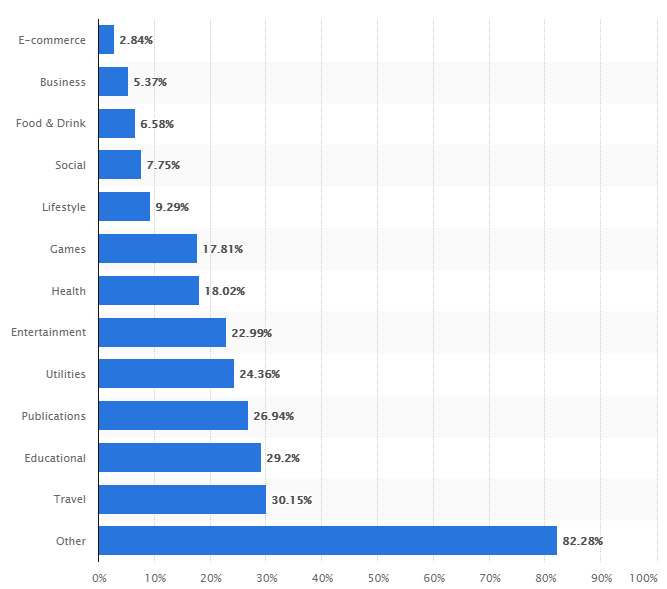 E-commerce 2.84%
Business 5.37%
Food & Drink 6.58%
Social 7.75%
Lifestyle 9.29%
Games 17.81%
Health 18.02%
Entertainment 22.99%
Utilities 24.36%
Publications 26.94%
Educational 29.2%
Travel 30.15%
Other 82.28%
0% 10% 20% 30% 40% 50% 60% 70% 80% 90% 100%